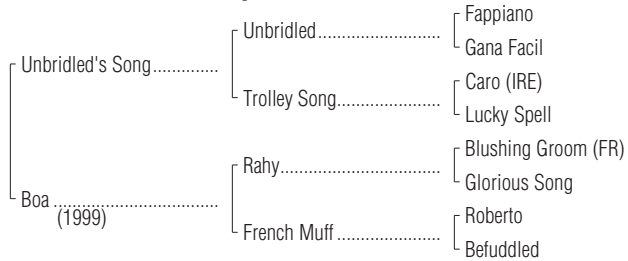 Fappiano
Unbridled
Gana Facil
Unbridled's Song
Caro (IRE)
Trolley Song
Lucky Spell
Blushing Groom (FR)
Rahy
Glorious Song
Boa
(1999)
Roberto
French Muff
Befuddled